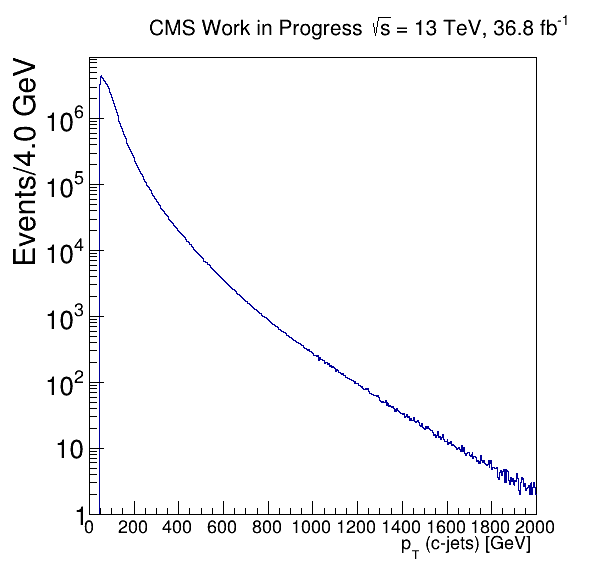 CMS Work in Progress √s = 13 TeV, 36.8 fb⁻¹
Events/4.0 GeV
10⁶
10⁵
10⁴
10³
10²
10
1
0 200 400 600 800 1000 1200 1400 1600 1800 2000
p_T (c-jets) [GeV]